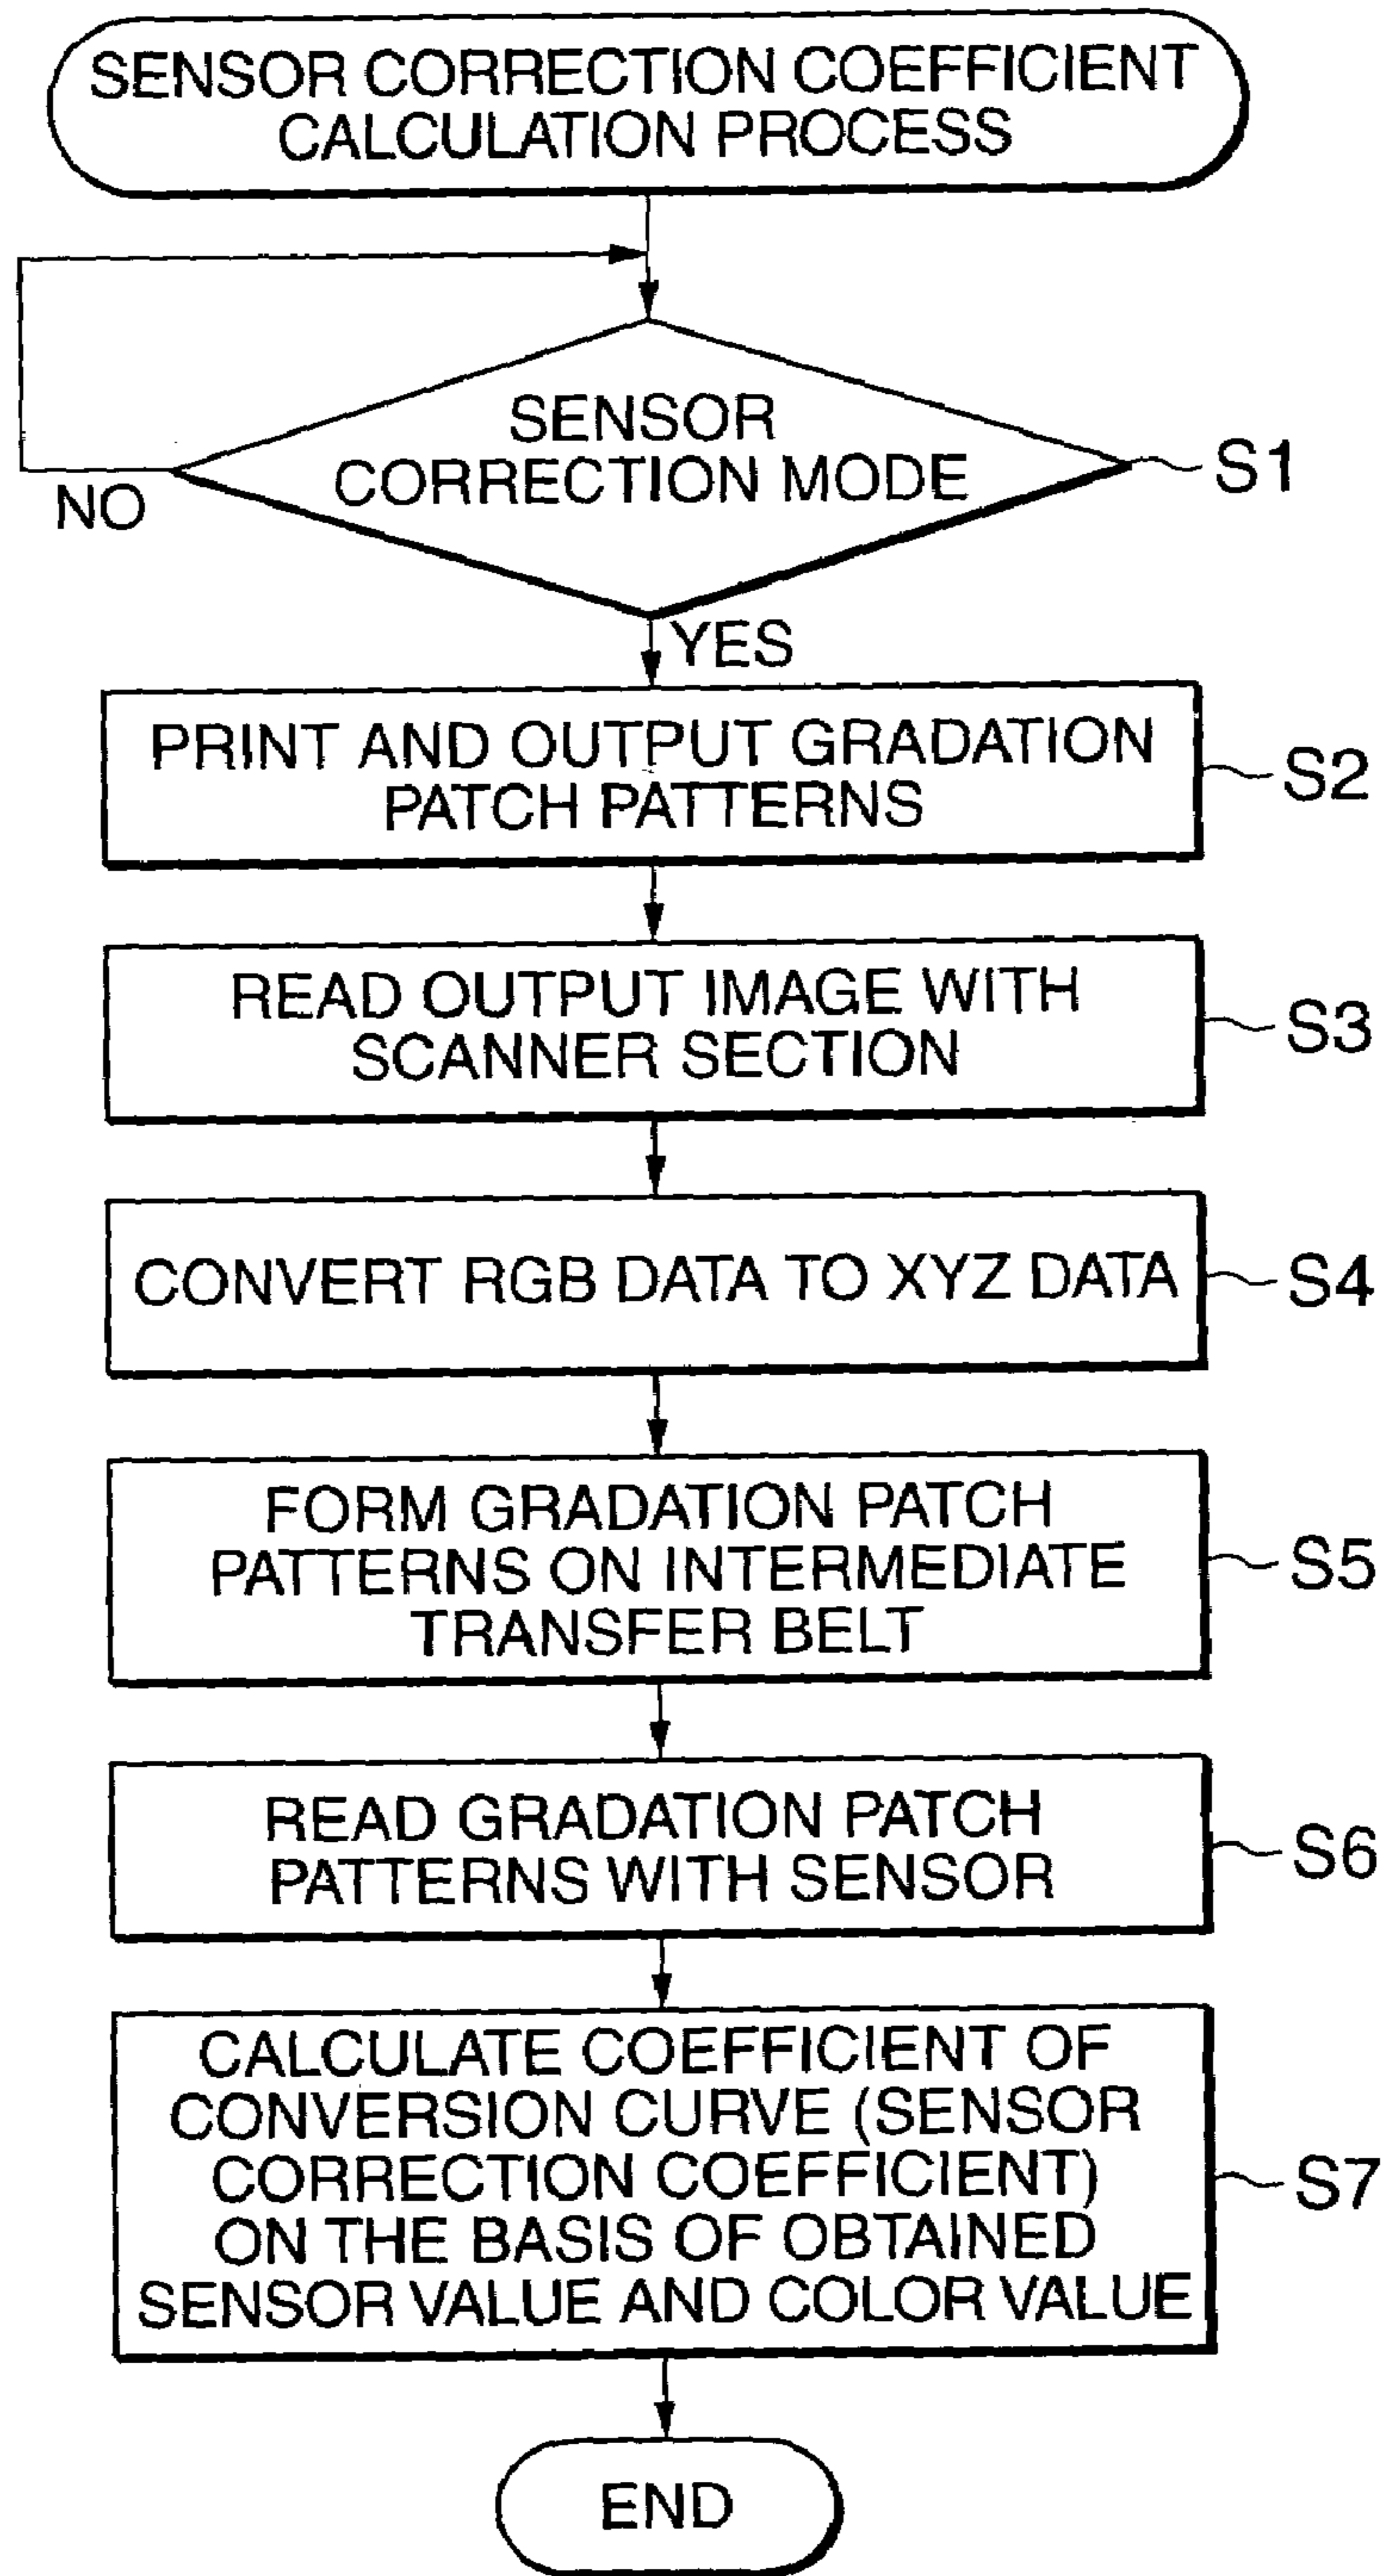 SENSOR CORRECTION COEFFICIENT
CALCULATION PROCESS
SENSOR
CORRECTION MODE
S1
NO
YES
PRINT AND OUTPUT GRADATION
PATCH PATTERNS
S2
READ OUTPUT IMAGE WITH
SCANNER SECTION
S3
CONVERT RGB DATA TO XYZ DATA
S4
FORM GRADATION PATCH
PATTERNS ON INTERMEDIATE
TRANSFER BELT
S5
READ GRADATION PATCH
PATTERNS WITH SENSOR
S6
CALCULATE COEFFICIENT OF
CONVERSION CURVE (SENSOR
CORRECTION COEFFICIENT)
ON THE BASIS OF OBTAINED
SENSOR VALUE AND COLOR VALUE
S7
END